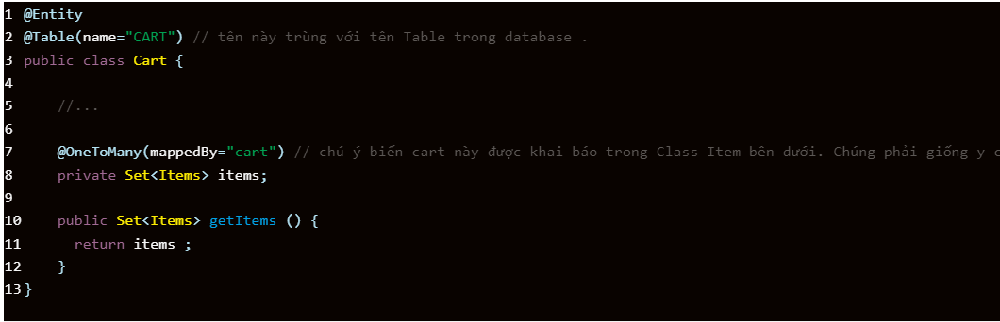 1 @Entity
2 @Table(name="CART") // tên này trùng với tên Table trong database .
3 public class Cart {
4
5 //...
6
7 @OneToMany(mappedBy="cart") // chú ý biến cart này được khai báo trong Class Item bên dưới. Chúng phải giống y
8 private Set<Items> items;
9
10 public Set<Items> getItems () {
11 return items ;
12 }
13 }